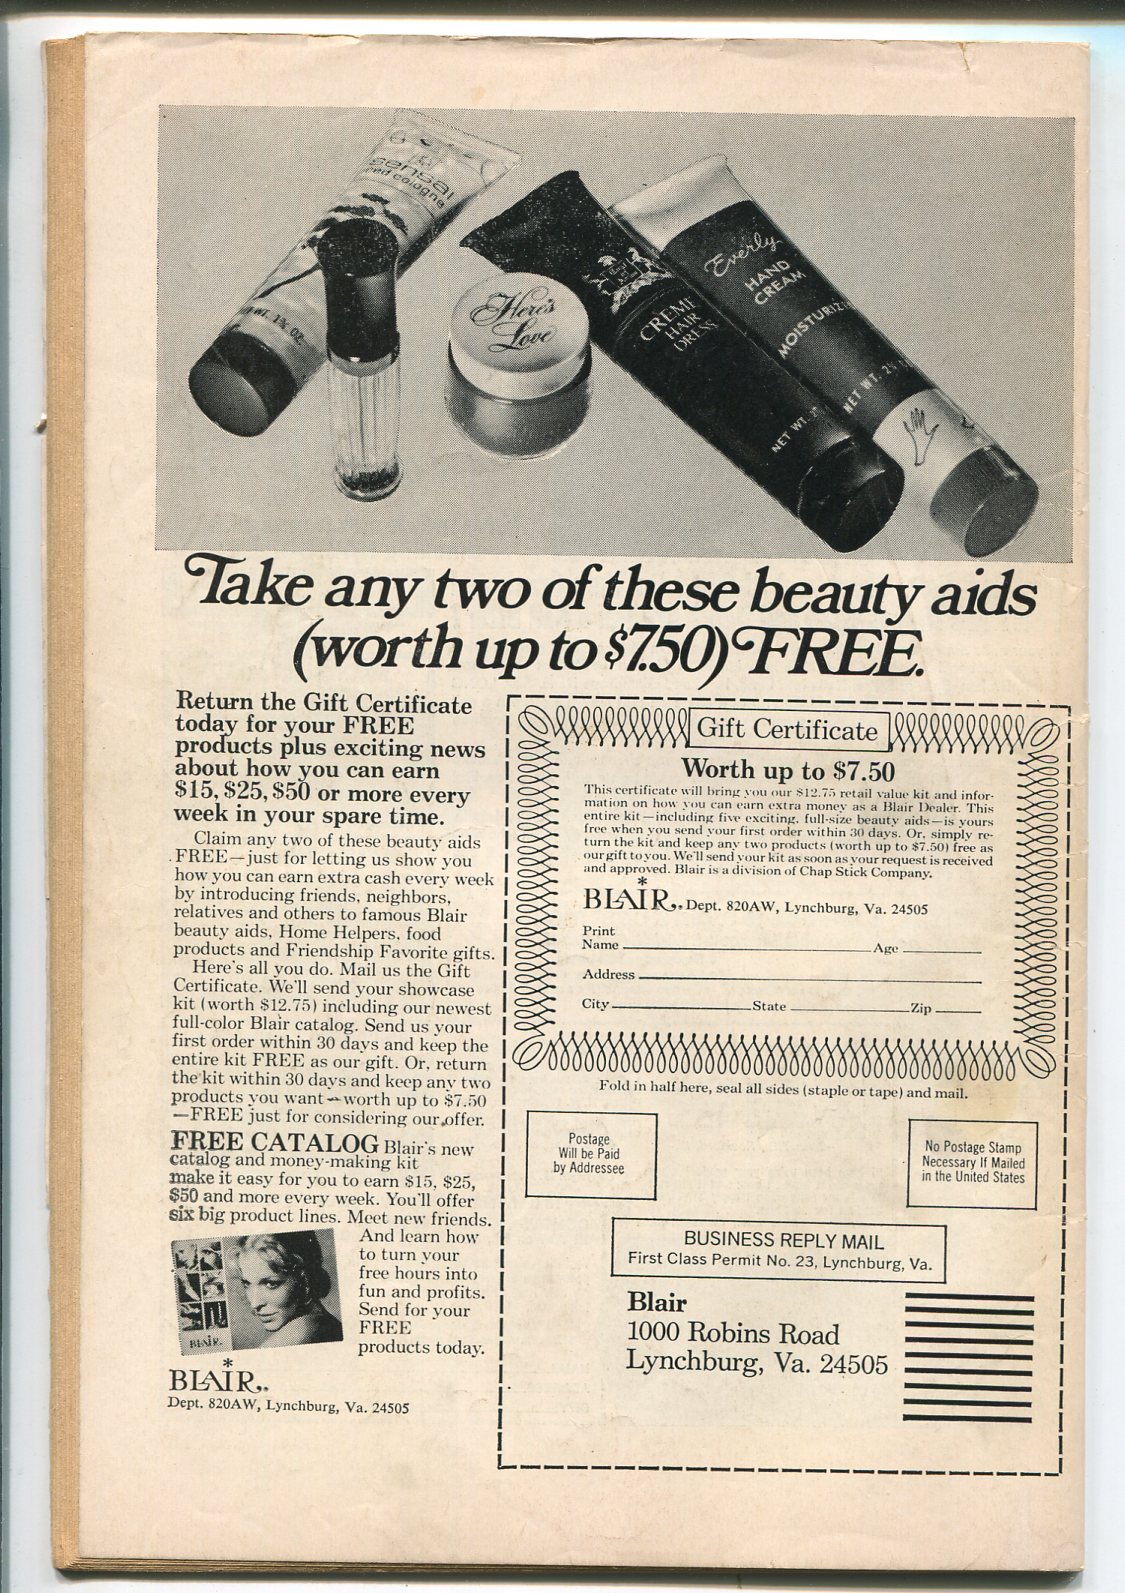 sensai
NET WT. 1¾ OZ.
Here's
Love
CREME
HAIR
DRESS
NET WT. 2
Everly
HAND
CREAM
MOISTURIZ
NET WT. 2
Take any two of these beauty aids
(worth up to $7.50) FREE.
Return the Gift Certificate
today for your FREE
products plus exciting news
about how you can earn
$15, $25, $50 or more every
week in your spare time.
Claim any two of these beauty aids
FREE—just for letting us show you
how you can earn extra cash every week
by introducing friends, neighbors,
relatives and others to famous Blair
beauty aids, Home Helpers, food
products and Friendship Favorite gifts.
Here's all you do. Mail us the Gift
Certificate. We'll send your showcase
kit (worth $12.75) including our newest
full-color Blair catalog. Send us your
first order within 30 days and keep the
entire kit FREE as our gift. Or, return
the kit within 30 days and keep any two
products you want—worth up to $7.50
—FREE just for considering our offer.
FREE CATALOG Blair's new
catalog and money-making kit
make it easy for you to earn $15, $25,
$50 and more every week. You'll offer
six big product lines. Meet new friends.
And learn how
to turn your
free hours into
fun and profits.
Send for your
FREE
products today.
BLAIR.
BLAIR®
Dept. 820AW, Lynchburg, Va. 24505
Gift Certificate
Worth up to $7.50
This certificate will bring you our $12.75 retail value kit and infor-
mation on how you can earn extra money as a Blair Dealer. This
entire kit—including five exciting, full-size beauty aids—is yours
free when you send your first order within 30 days. Or, simply re-
turn the kit and keep any two products (worth up to $7.50) free as
our gift to you. We'll send your kit as soon as your request is received
and approved. Blair is a division of Chap Stick Company.
BLAIR® Dept. 820AW, Lynchburg, Va. 24505
Print
Name Age
Address
City State Zip
Fold in half here, seal all sides (staple or tape) and mail.
Postage
Will be Paid
by Addressee
No Postage Stamp
Necessary If Mailed
in the United States
BUSINESS REPLY MAIL
First Class Permit No. 23, Lynchburg, Va.
Blair
1000 Robins Road
Lynchburg, Va. 24505